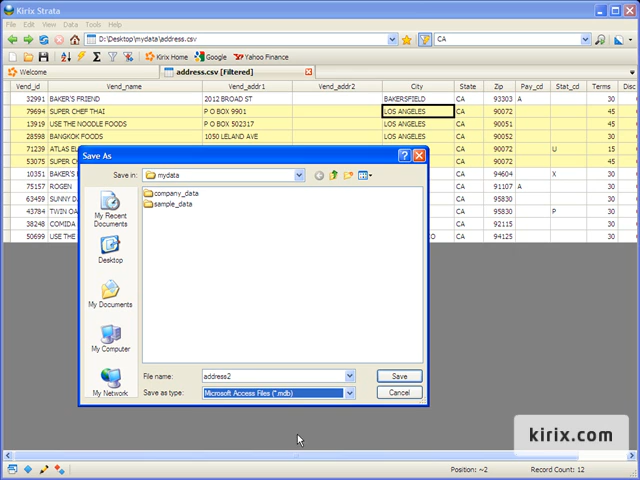 Kirix Strata
File Edit View Data Tools Help
D:\Desktop\mydata\address.csv CA
Kirix Home Google Yahoo Finance
Welcome address.csv [Filtered]
Vend_id Vend_name Vend_addr1 Vend_addr2 City State Zip Pay_cd Stat_cd Terms Disc
32991 BAKER'S FRIEND 2012 BROAD ST BAKERSFIELD CA 93303 A 30
79694 SUPER CHEF THAI P O BOX 9901 LOS ANGELES CA 90072 45
13919 USE THE NOODLE FOODS P O BOX 502317 LOS ANGELES CA 90051 45
28598 BANGKOK FOODS 1050 LELAND AVE LOS ANGELES CA 90072 30
71239 ATLAS E CA 90072 U 15
53075 SUPER C CA 90072 45
10351 BAKER'S CA 94604 X 30
75157 ROGEN CA 91107 A 30
63459 SUNNY D CA 95830 30
43784 TWIN OA CA 95830 P 30
38248 COMIDA CA 92115 30
50699 USE THE O CA 94125 30
Save As
Save in: mydata
company_data
sample_data
My Recent
Documents
Desktop
My Documents
My Computer
My Network
File name: address2 Save
Save as type: Microsoft Access Files (*.mdb) Cancel
kirix.com
Position: ~2 Record Count: 12